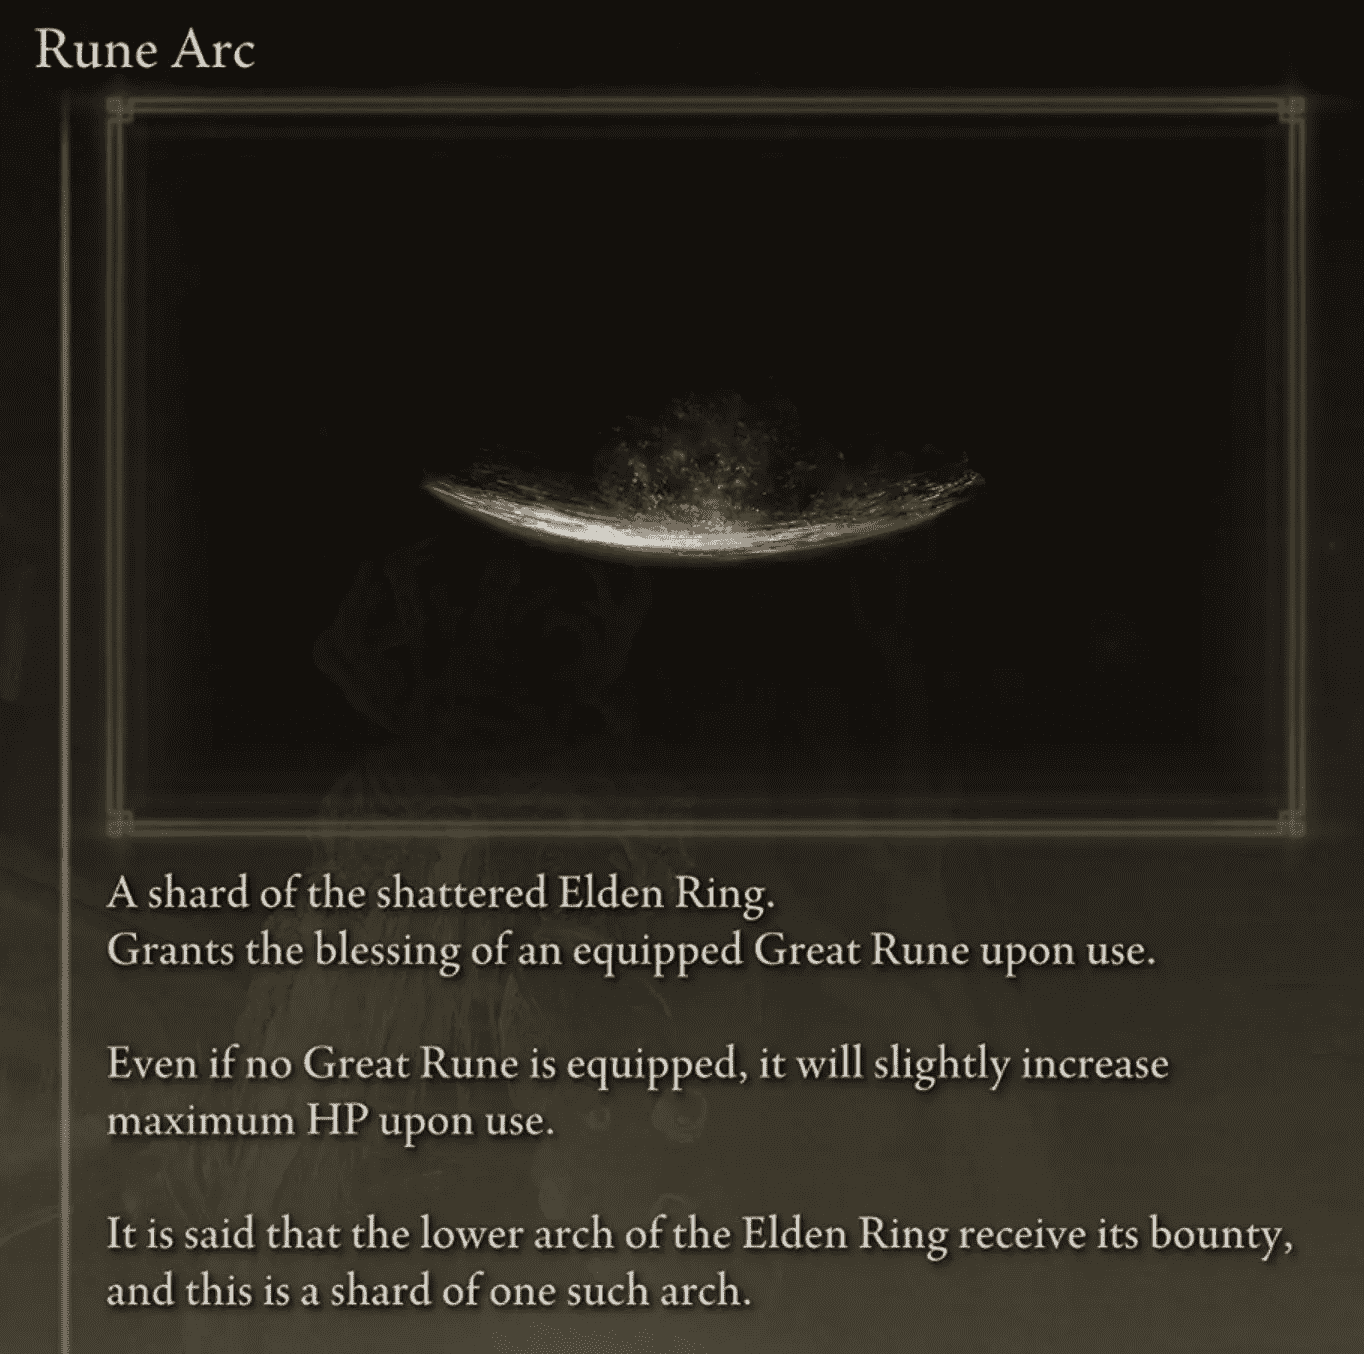 Rune Arc
A shard of the shattered Elden Ring.
Grants the blessing of an equipped Great Rune upon use.
Even if no Great Rune is equipped, it will slightly increase
maximum HP upon use.
It is said that the lower arch of the Elden Ring receive its bounty,
and this is a shard of one such arch.